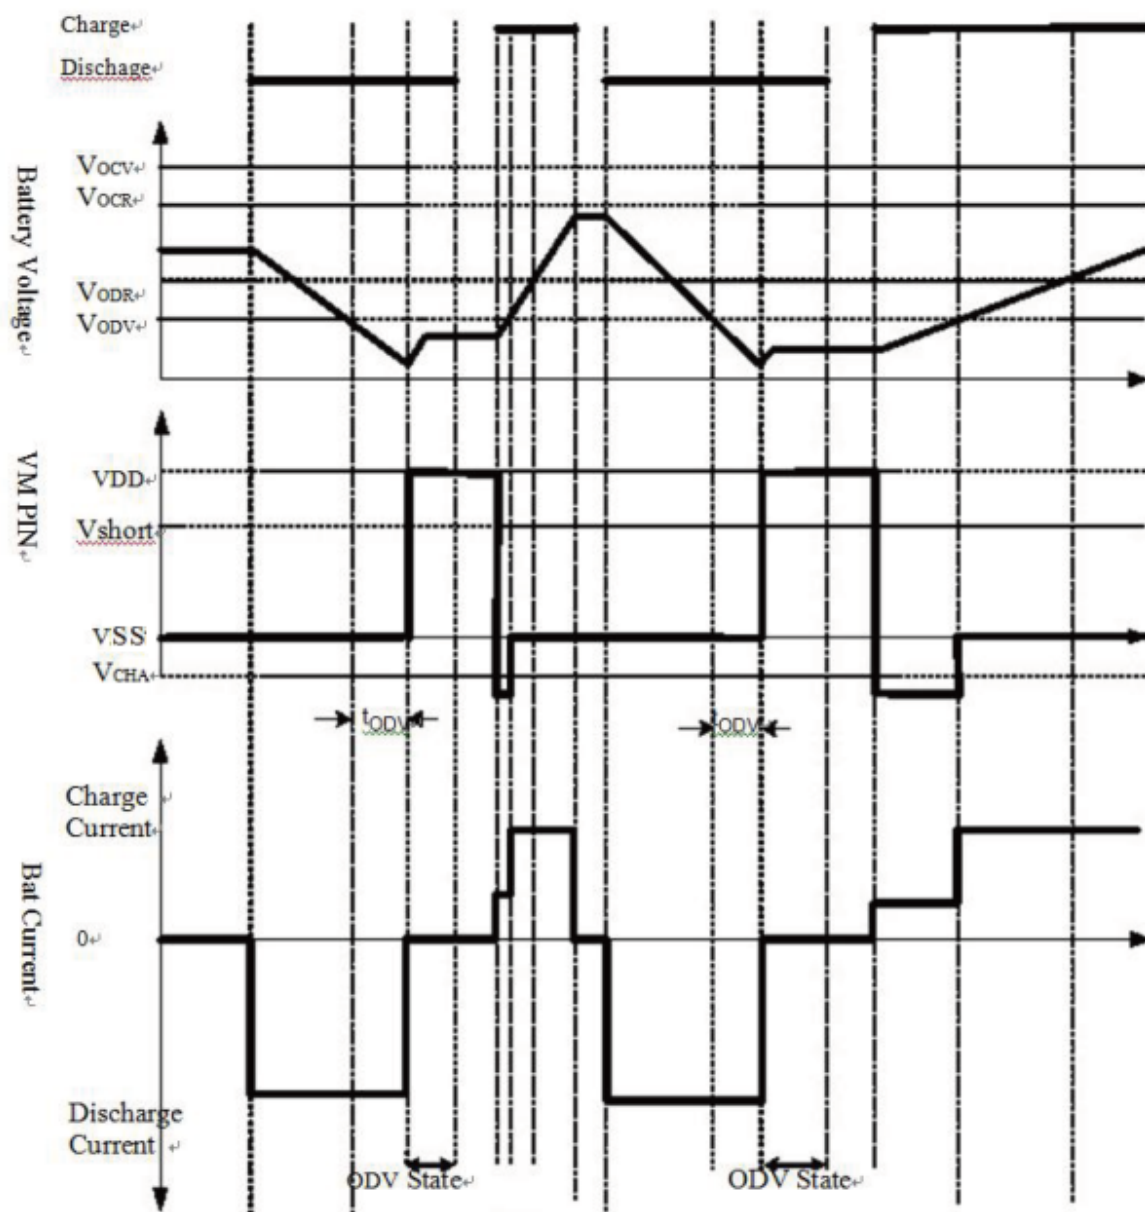 Charge↵
Dischage↵
Battery Voltage↵
VOCV↵
VOCR↵
VODR↵
VODV↵
VM PIN↵
VDD↵
Vshort↵
VSS
VCHA↵
tODV
tODV
Bat Current↵
Charge ↵
Current↵
0↵
Discharge
Current ↵
ODV State↵
ODV State↵